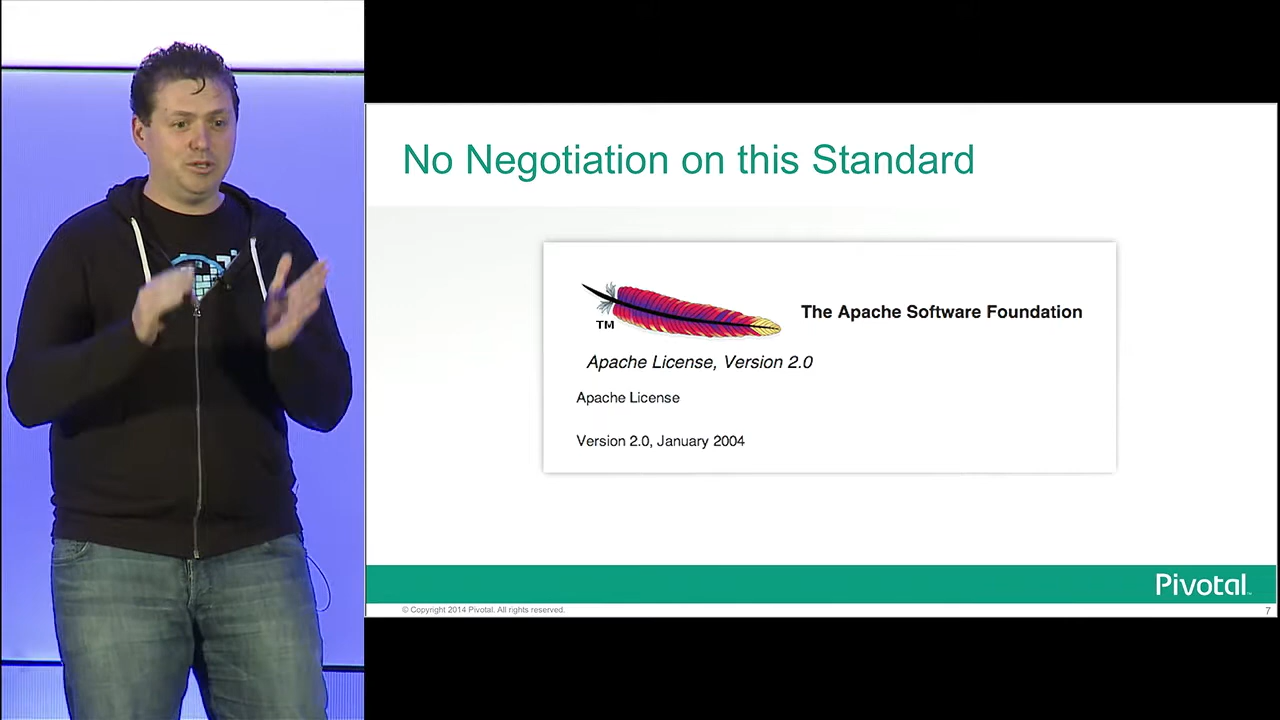 No Negotiation on this Standard
The Apache Software Foundation
TM
Apache License, Version 2.0
Apache License
Version 2.0, January 2004
Pivotal™
© Copyright 2014 Pivotal. All rights reserved.
7